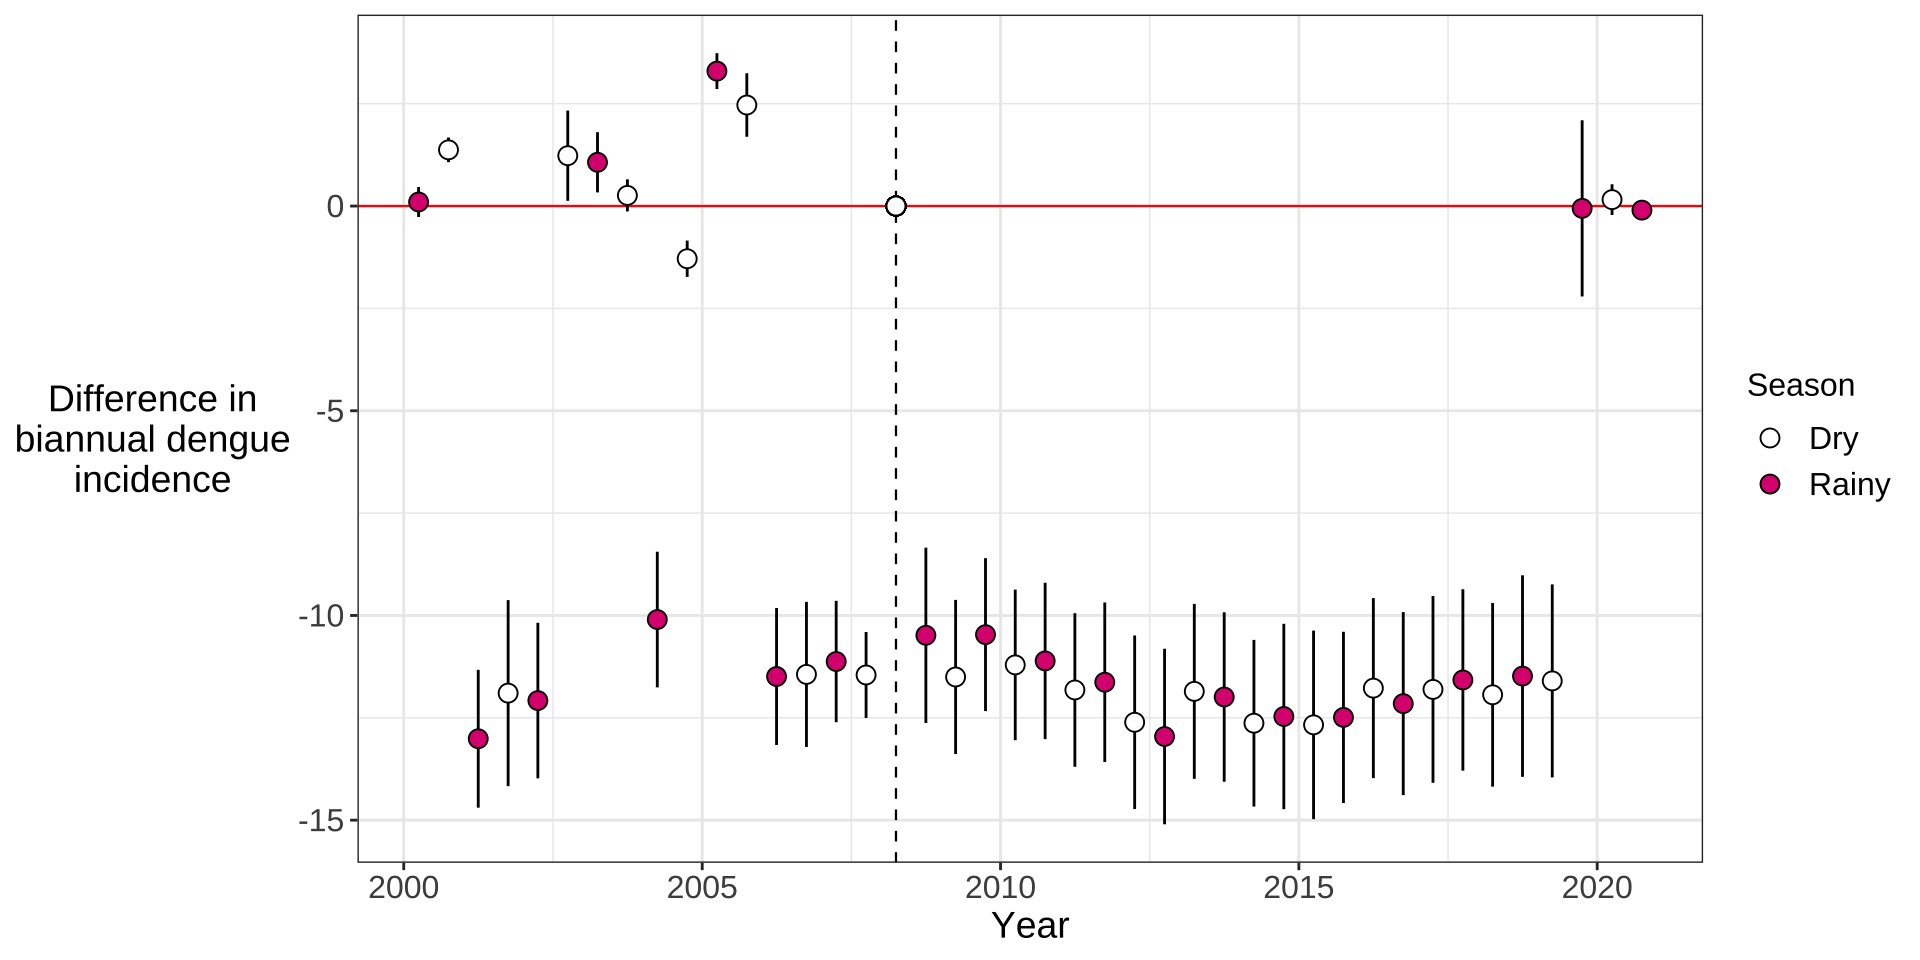 0
-5
-10
-15
Difference in
biannual dengue
incidence
2000
2005
2010
2015
2020
Year
Season
Dry
Rainy